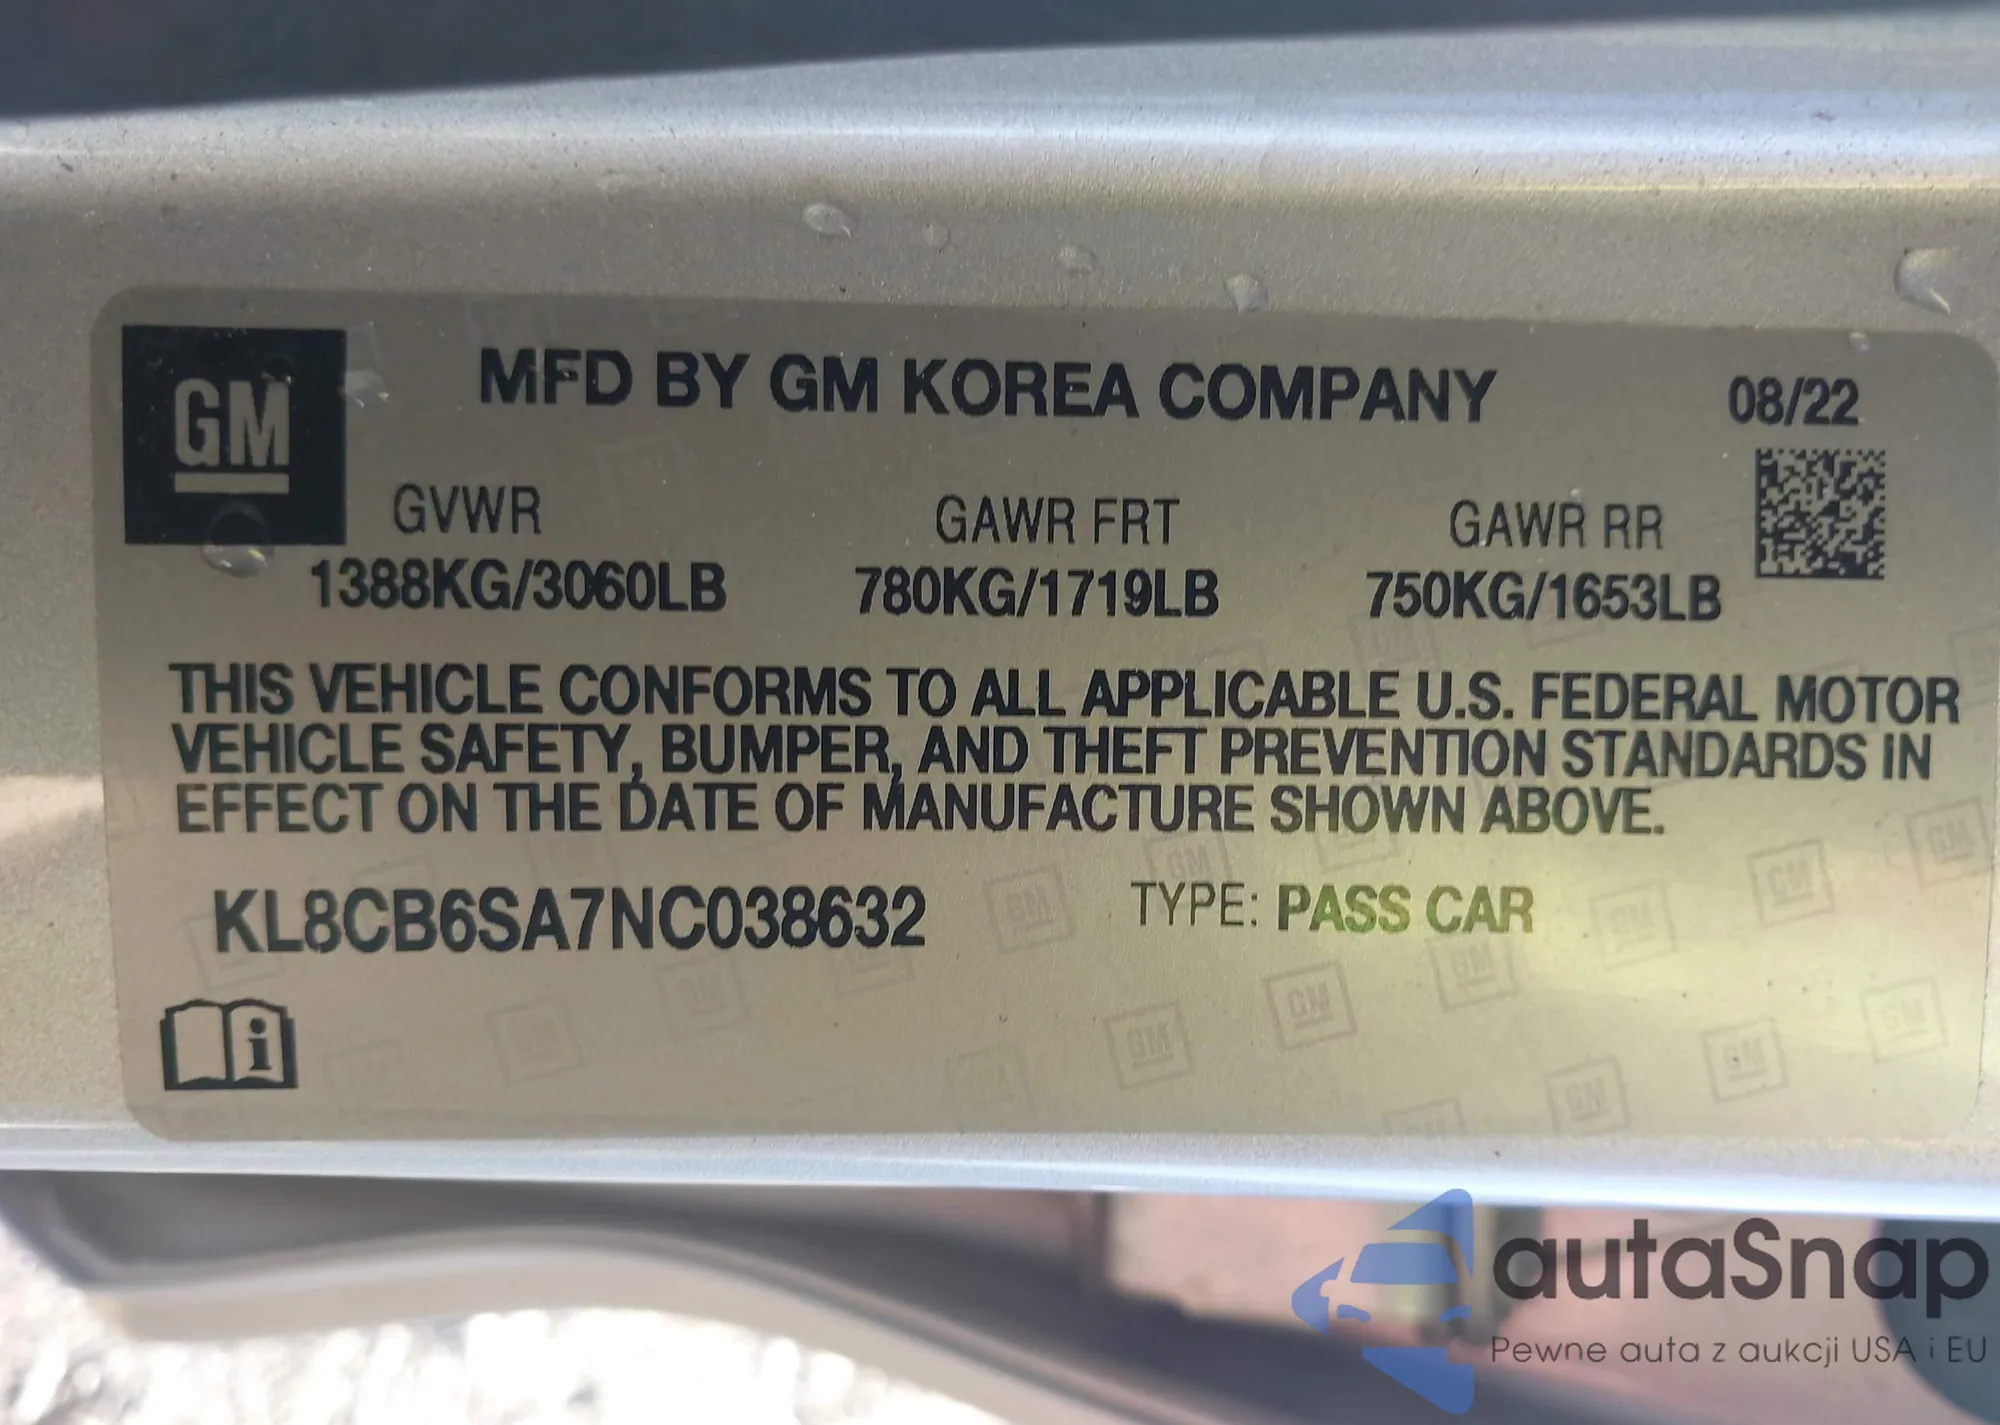 GM
MFD BY GM KOREA COMPANY 08/22
GVWR GAWR FRT GAWR RR
1388KG/3060LB 780KG/1719LB 750KG/1653LB
THIS VEHICLE CONFORMS TO ALL APPLICABLE U.S. FEDERAL MOTOR
VEHICLE SAFETY, BUMPER, AND THEFT PREVENTION STANDARDS IN
EFFECT ON THE DATE OF MANUFACTURE SHOWN ABOVE.
KL8CB6SA7NC038632 TYPE: PASS CAR
autaSnap
Pewne auta z aukcji USA i EU